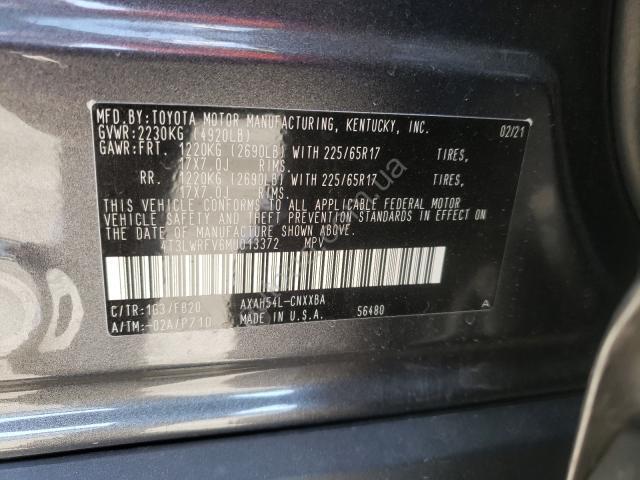 MFD.BY:TOYOTA MOTOR MANUFACTURING, KENTUCKY, INC. 02/21
GVWR:2230KG (4920LB)
GAWR:FRT. 1220KG (2690LB) WITH 225/65R17 TIRES,
17X7.0J RIMS.
RR. 1220KG (2690LB) WITH 225/65R17 TIRES,
17X7.0J RIMS.
THIS VEHICLE CONFORMS TO ALL APPLICABLE FEDERAL MOTOR
VEHICLE SAFETY AND THEFT PREVENTION STANDARDS IN EFFECT ON
THE DATE OF MANUFACTURE SHOWN ABOVE.
4T3LWRFV6MU013372 MPV
C/TR:1G3/FB20 AXAH54L-CNXXBA
A/TM:-02A/P710 MADE IN U.S.A. 56480 A